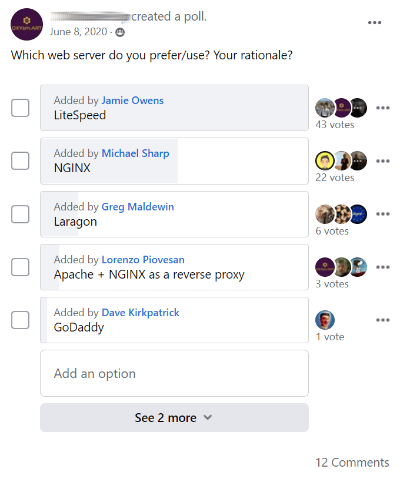 created a poll.
June 8, 2020 ·
Which web server do you prefer/use? Your rationale?
Added by Jamie Owens
LiteSpeed
43 votes
Added by Michael Sharp
NGINX
22 votes
Added by Greg Maldewin
Laragon
6 votes
Added by Lorenzo Piovesan
Apache + NGINX as a reverse proxy
3 votes
Added by Dave Kirkpatrick
GoDaddy
1 vote
Add an option
See 2 more
12 Comments